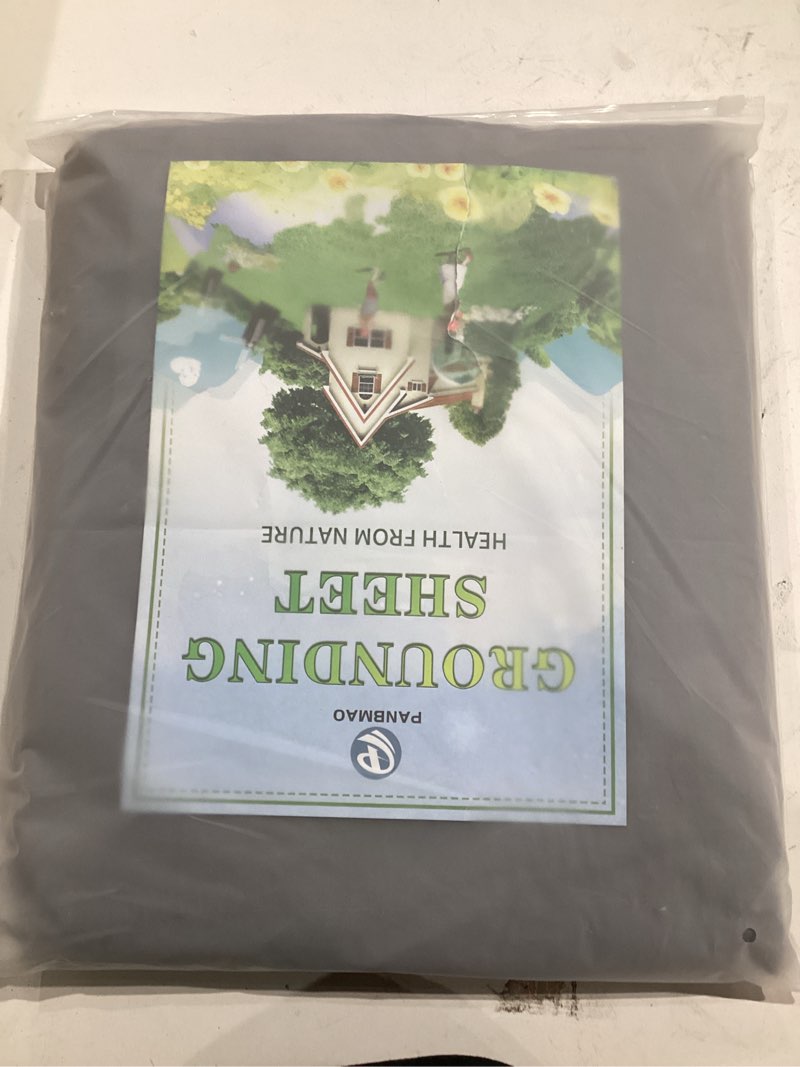 PANBMAO
GROUNDING
SHEET
HEALTH FROM NATURE